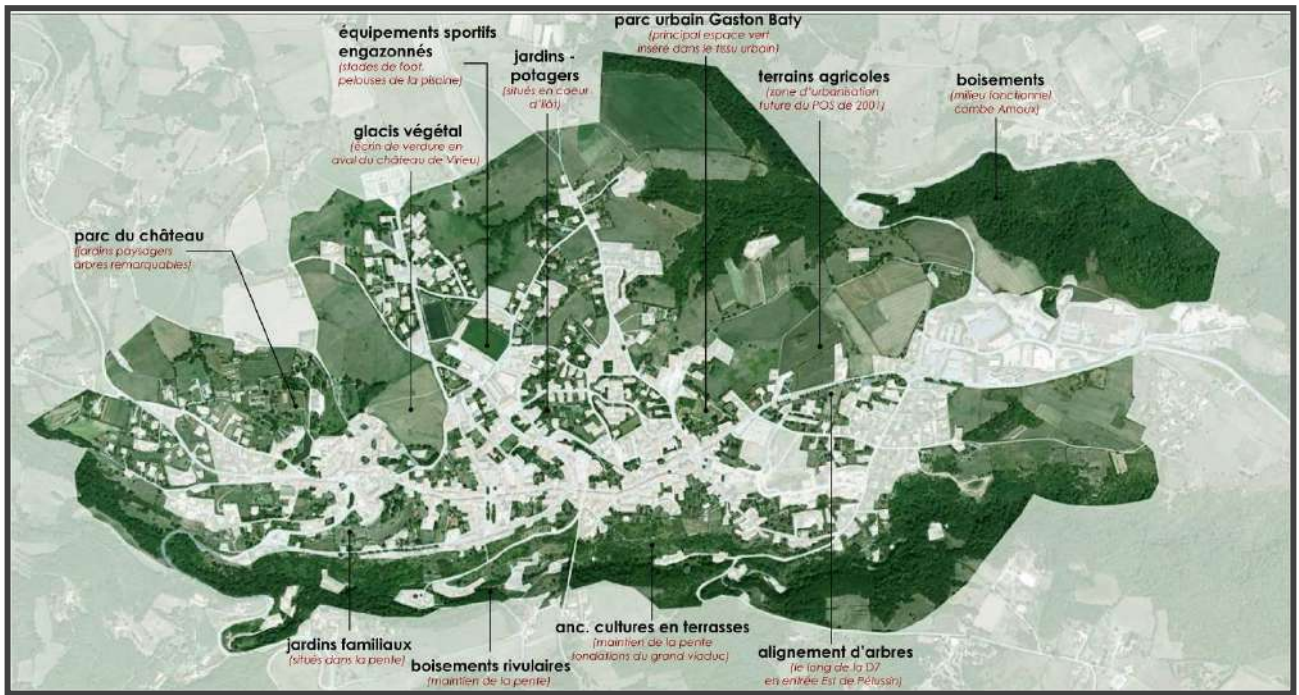 parc urbain Gaston Baty
(principal espace vert
inséré dans le tissu urbain)
équipements sportifs
engazonnés
(stades de foot,
pelouses de la piscine)
jardins -
potagers
(situés en coeur
d'îlot)
terrains agricoles
(zone d'urbanisation
future du POS de 2001)
boisements
(milieu fonctionnel
combe Arnoux)
glacis végétal
(écrin de verdure en
aval du château de Virieu)
parc du château
(jardins paysagers
arbres remarquables)
jardins familiaux
(situés dans la pente)
boisements rivulaires
(maintien de la pente)
anc. cultures en terrasses
(maintien de la pente
fondations du grand viaduc)
alignement d'arbres
(le long de la D7
en entrée Est de Pélussin)